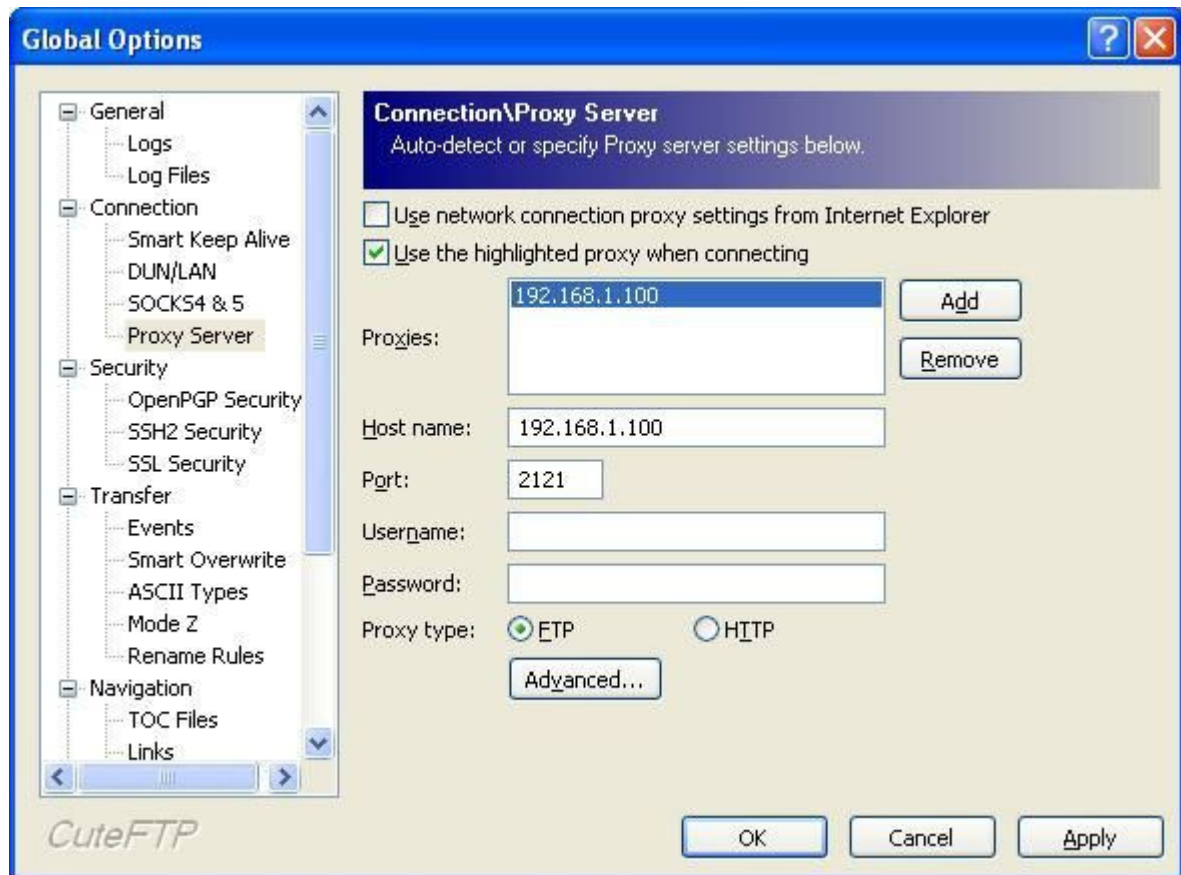 Global Options
General
Logs
Log Files
Connection
Smart Keep Alive
DUN/LAN
SOCKS4 & 5
Proxy Server
Security
OpenPGP Security
SSH2 Security
SSL Security
Transfer
Events
Smart Overwrite
ASCII Types
Mode Z
Rename Rules
Navigation
TOC Files
Links
Connection\Proxy Server
Auto-detect or specify Proxy server settings below.
Use network connection proxy settings from Internet Explorer
Use the highlighted proxy when connecting
Proxies:
192.168.1.100
Add
Remove
Host name: 192.168.1.100
Port: 2121
Username:
Password:
Proxy type: FTP HTTP
Advanced...
CuteFTP
OK Cancel Apply